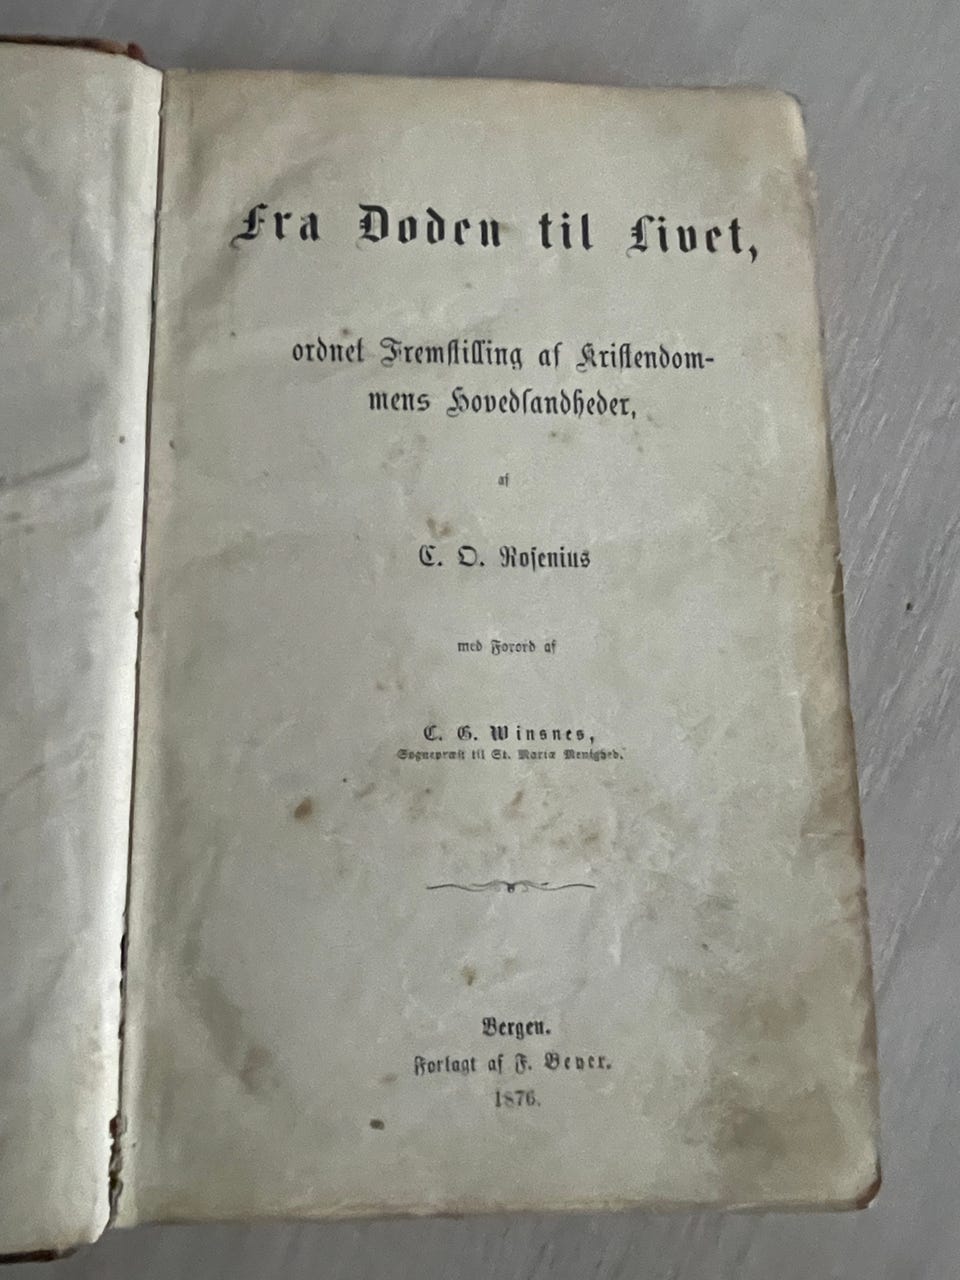 Fra Døden til Livet,
ordnet Fremstilling af Kristendom-
mens Hovedsandheder,
af
C. O. Rosenius
med Forord af
C. G. Winsnes,
Sognepræst til St. Mariæ Menighed.
Bergen.
Forlagt af F. Beyer.
1876.